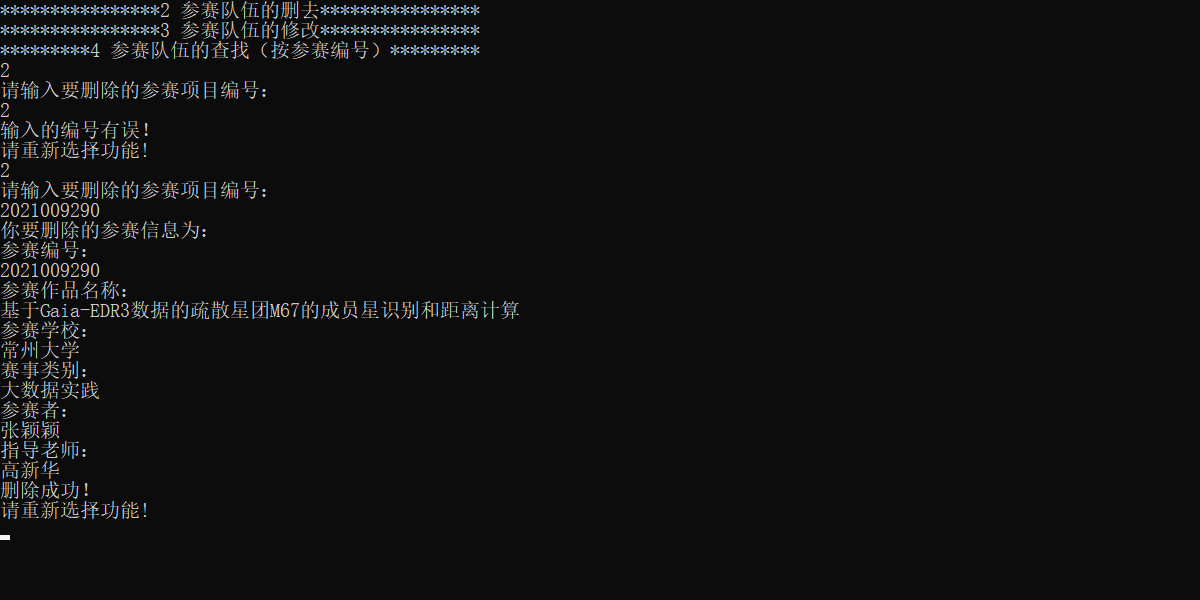 ****************2 参赛队伍的删去****************
****************3 参赛队伍的修改****************
*********4 参赛队伍的查找（按参赛编号）*********
2
请输入要删除的参赛项目编号：
2
输入的编号有误！
请重新选择功能！
2
请输入要删除的参赛项目编号：
2021009290
你要删除的参赛信息为：
参赛编号：
2021009290
参赛作品名称：
基于Gaia-EDR3数据的疏散星团M67的成员星识别和距离计算
参赛学校：
常州大学
赛事类别：
大数据实践
参赛者：
张颖颖
指导老师：
高新华
删除成功！
请重新选择功能！